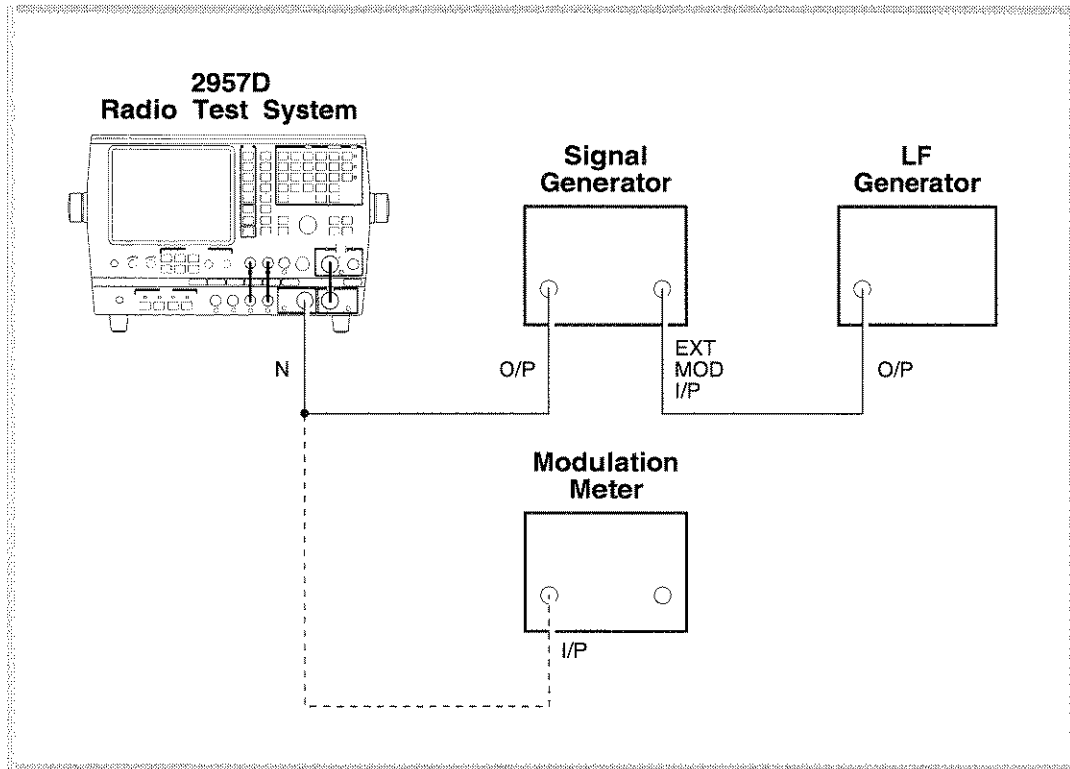 2957D
Radio Test System
Signal
Generator
LF
Generator
N
O/P
EXT
MOD
I/P
O/P
Modulation
Meter
I/P